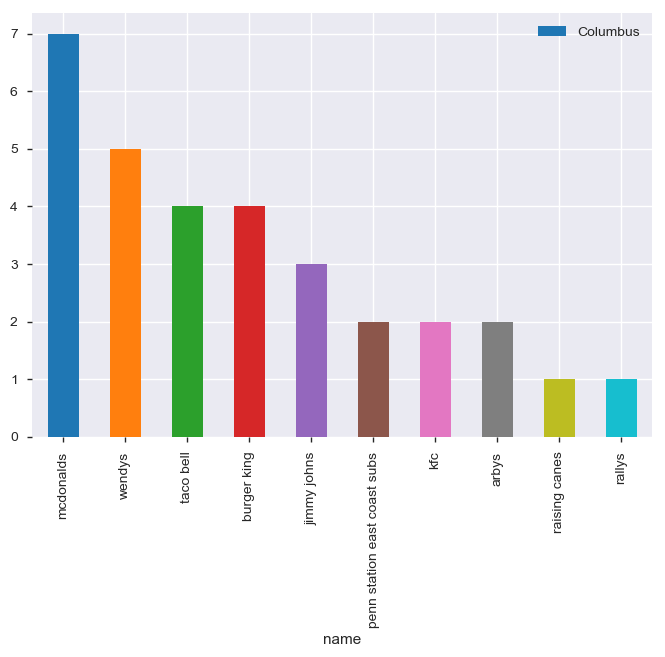 Columbus
7
6
5
4
3
2
1
0
mcdonalds
wendys
taco bell
burger king
jimmy johns
penn station east coast subs
kfc
arbys
raising canes
rallys
name